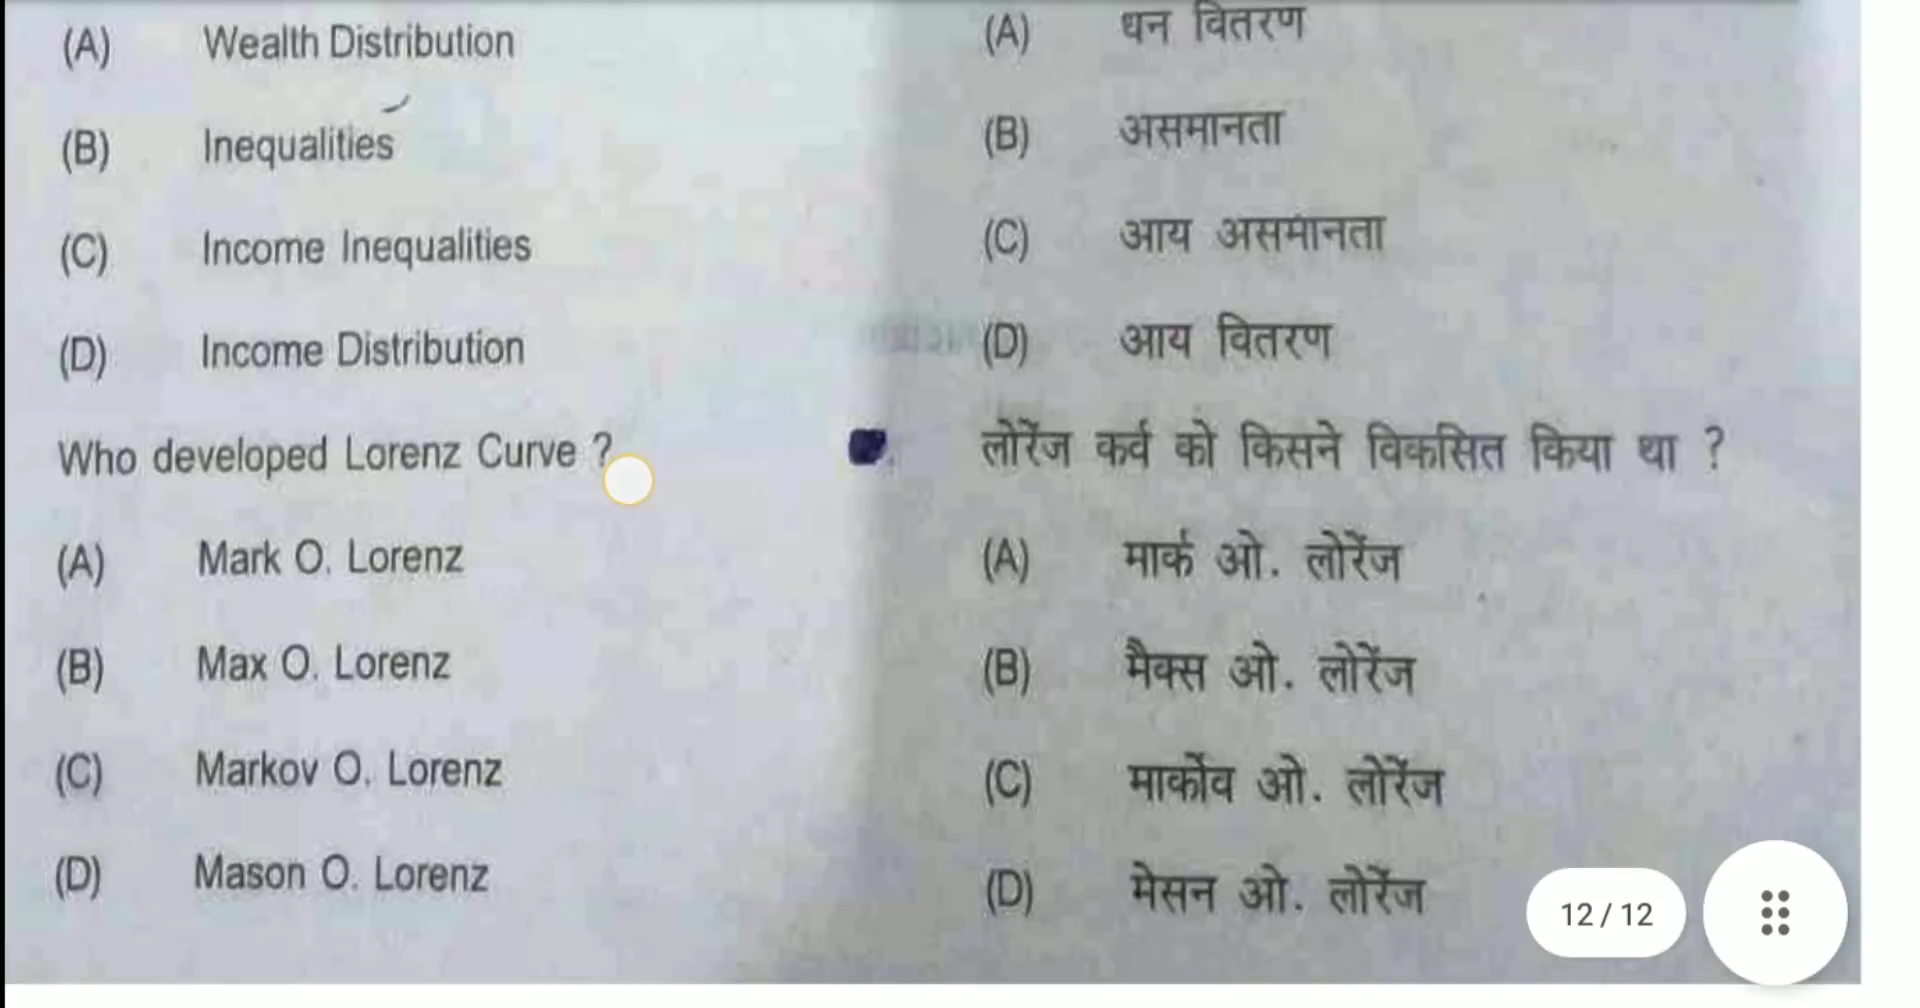 (A) Wealth Distribution
(B) Inequalities
(C) Income Inequalities
(D) Income Distribution
Who developed Lorenz Curve ?
(A) Mark O. Lorenz
(B) Max O. Lorenz
(C) Markov O. Lorenz
(D) Mason O. Lorenz
(A) धन वितरण
(B) असमानता
(C) आय असमानता
(D) आय वितरण
लोरेंज कर्व को किसने विकसित किया था ?
(A) मार्क ओ. लोरेंज
(B) मैक्स ओ. लोरेंज
(C) मार्कोव ओ. लोरेंज
(D) मेसन ओ. लोरेंज
12 / 12